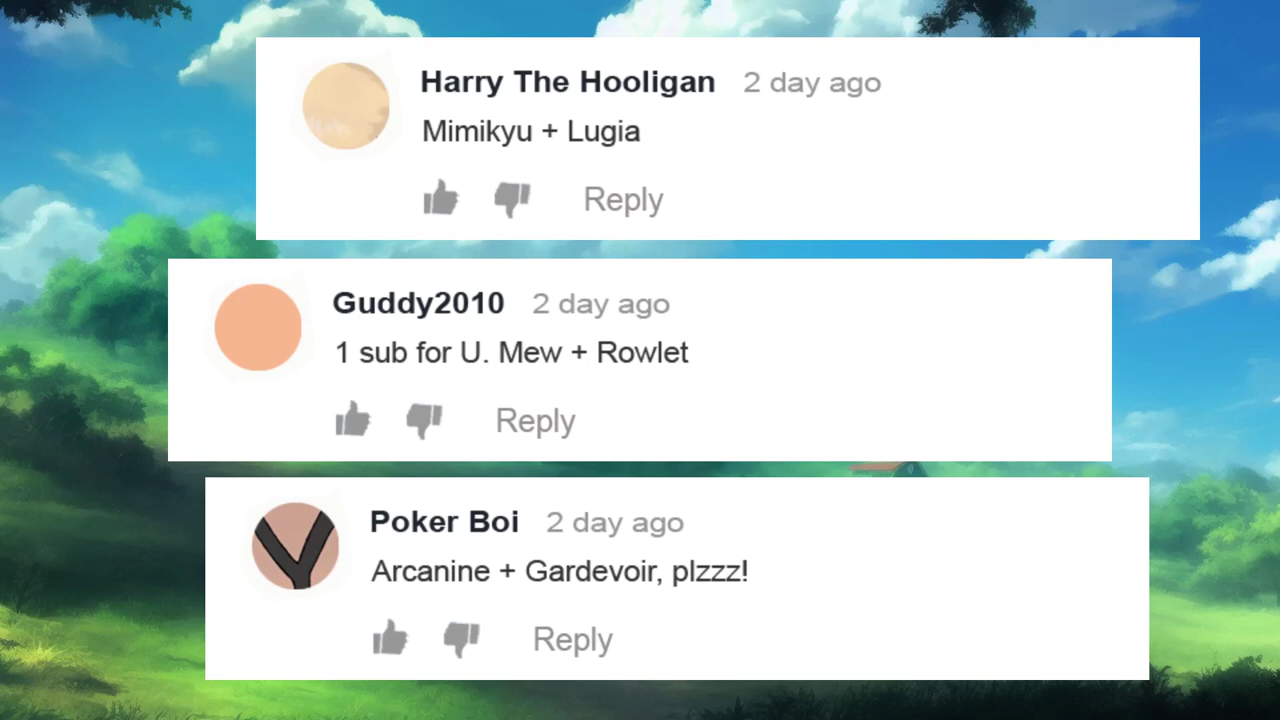 Harry The Hooligan 2 day ago
Mimikyu + Lugia
Reply
Guddy2010 2 day ago
1 sub for U. Mew + Rowlet
Reply
Poker Boi 2 day ago
Arcanine + Gardevoir, plzzz!
Reply